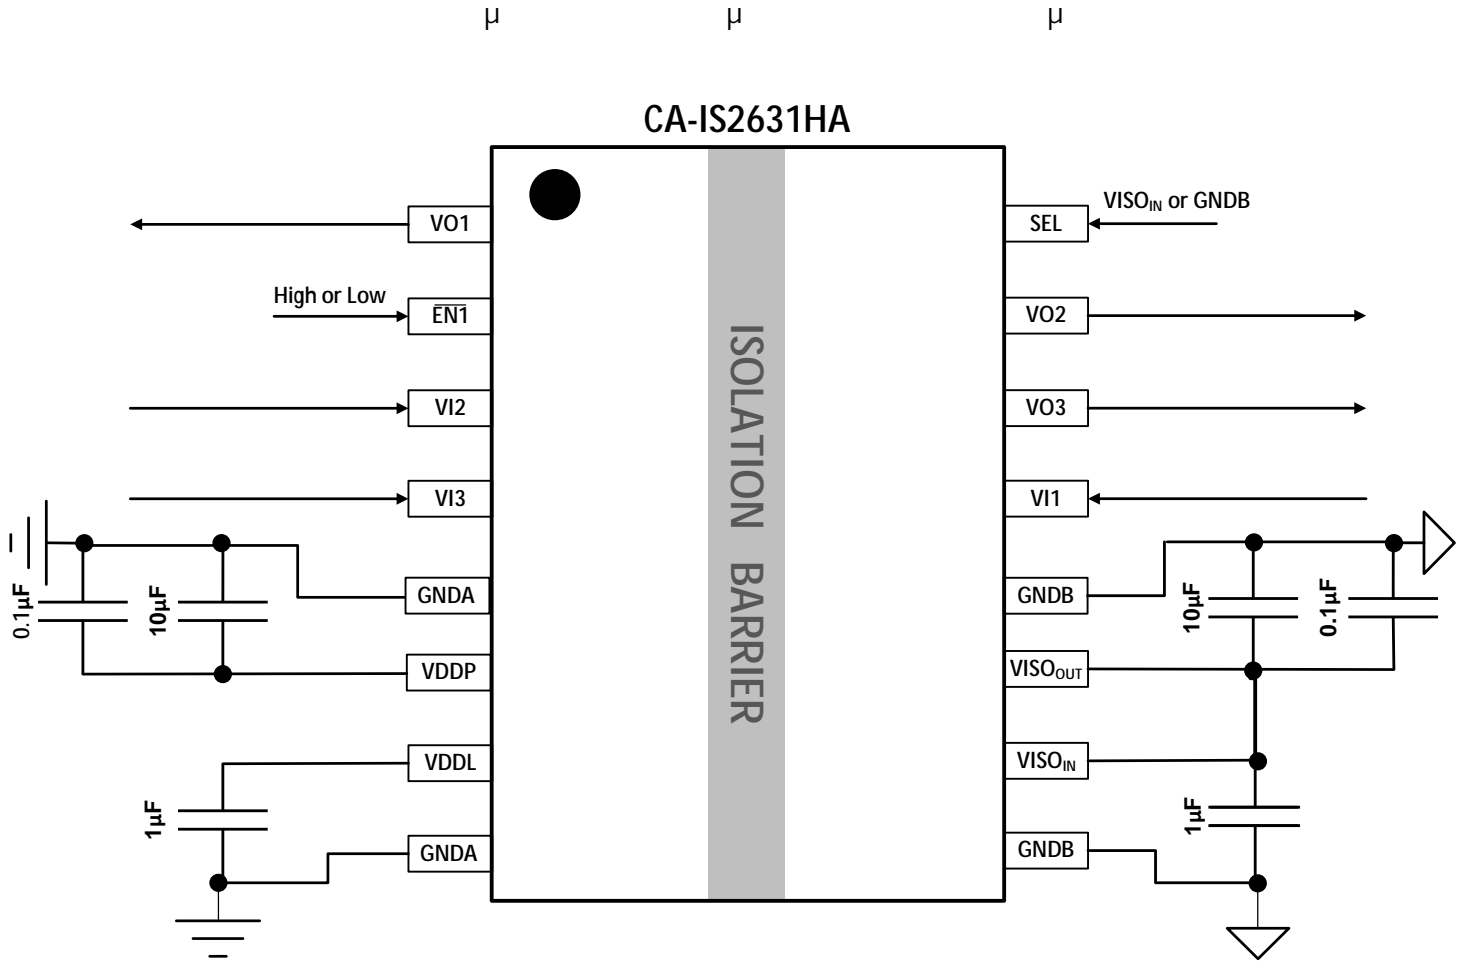 µ µ µ
CA-IS2631HA
VO1
High or Low
EN1
VI2
VI3
GNDA
VDDP
VDDL
GNDA
0.1µF
10µF
1µF
ISOLATION BARRIER
VISOIN or GNDB
SEL
VO2
VO3
VI1
GNDB
VISOOUT
VISOIN
GNDB
10µF
0.1µF
1µF